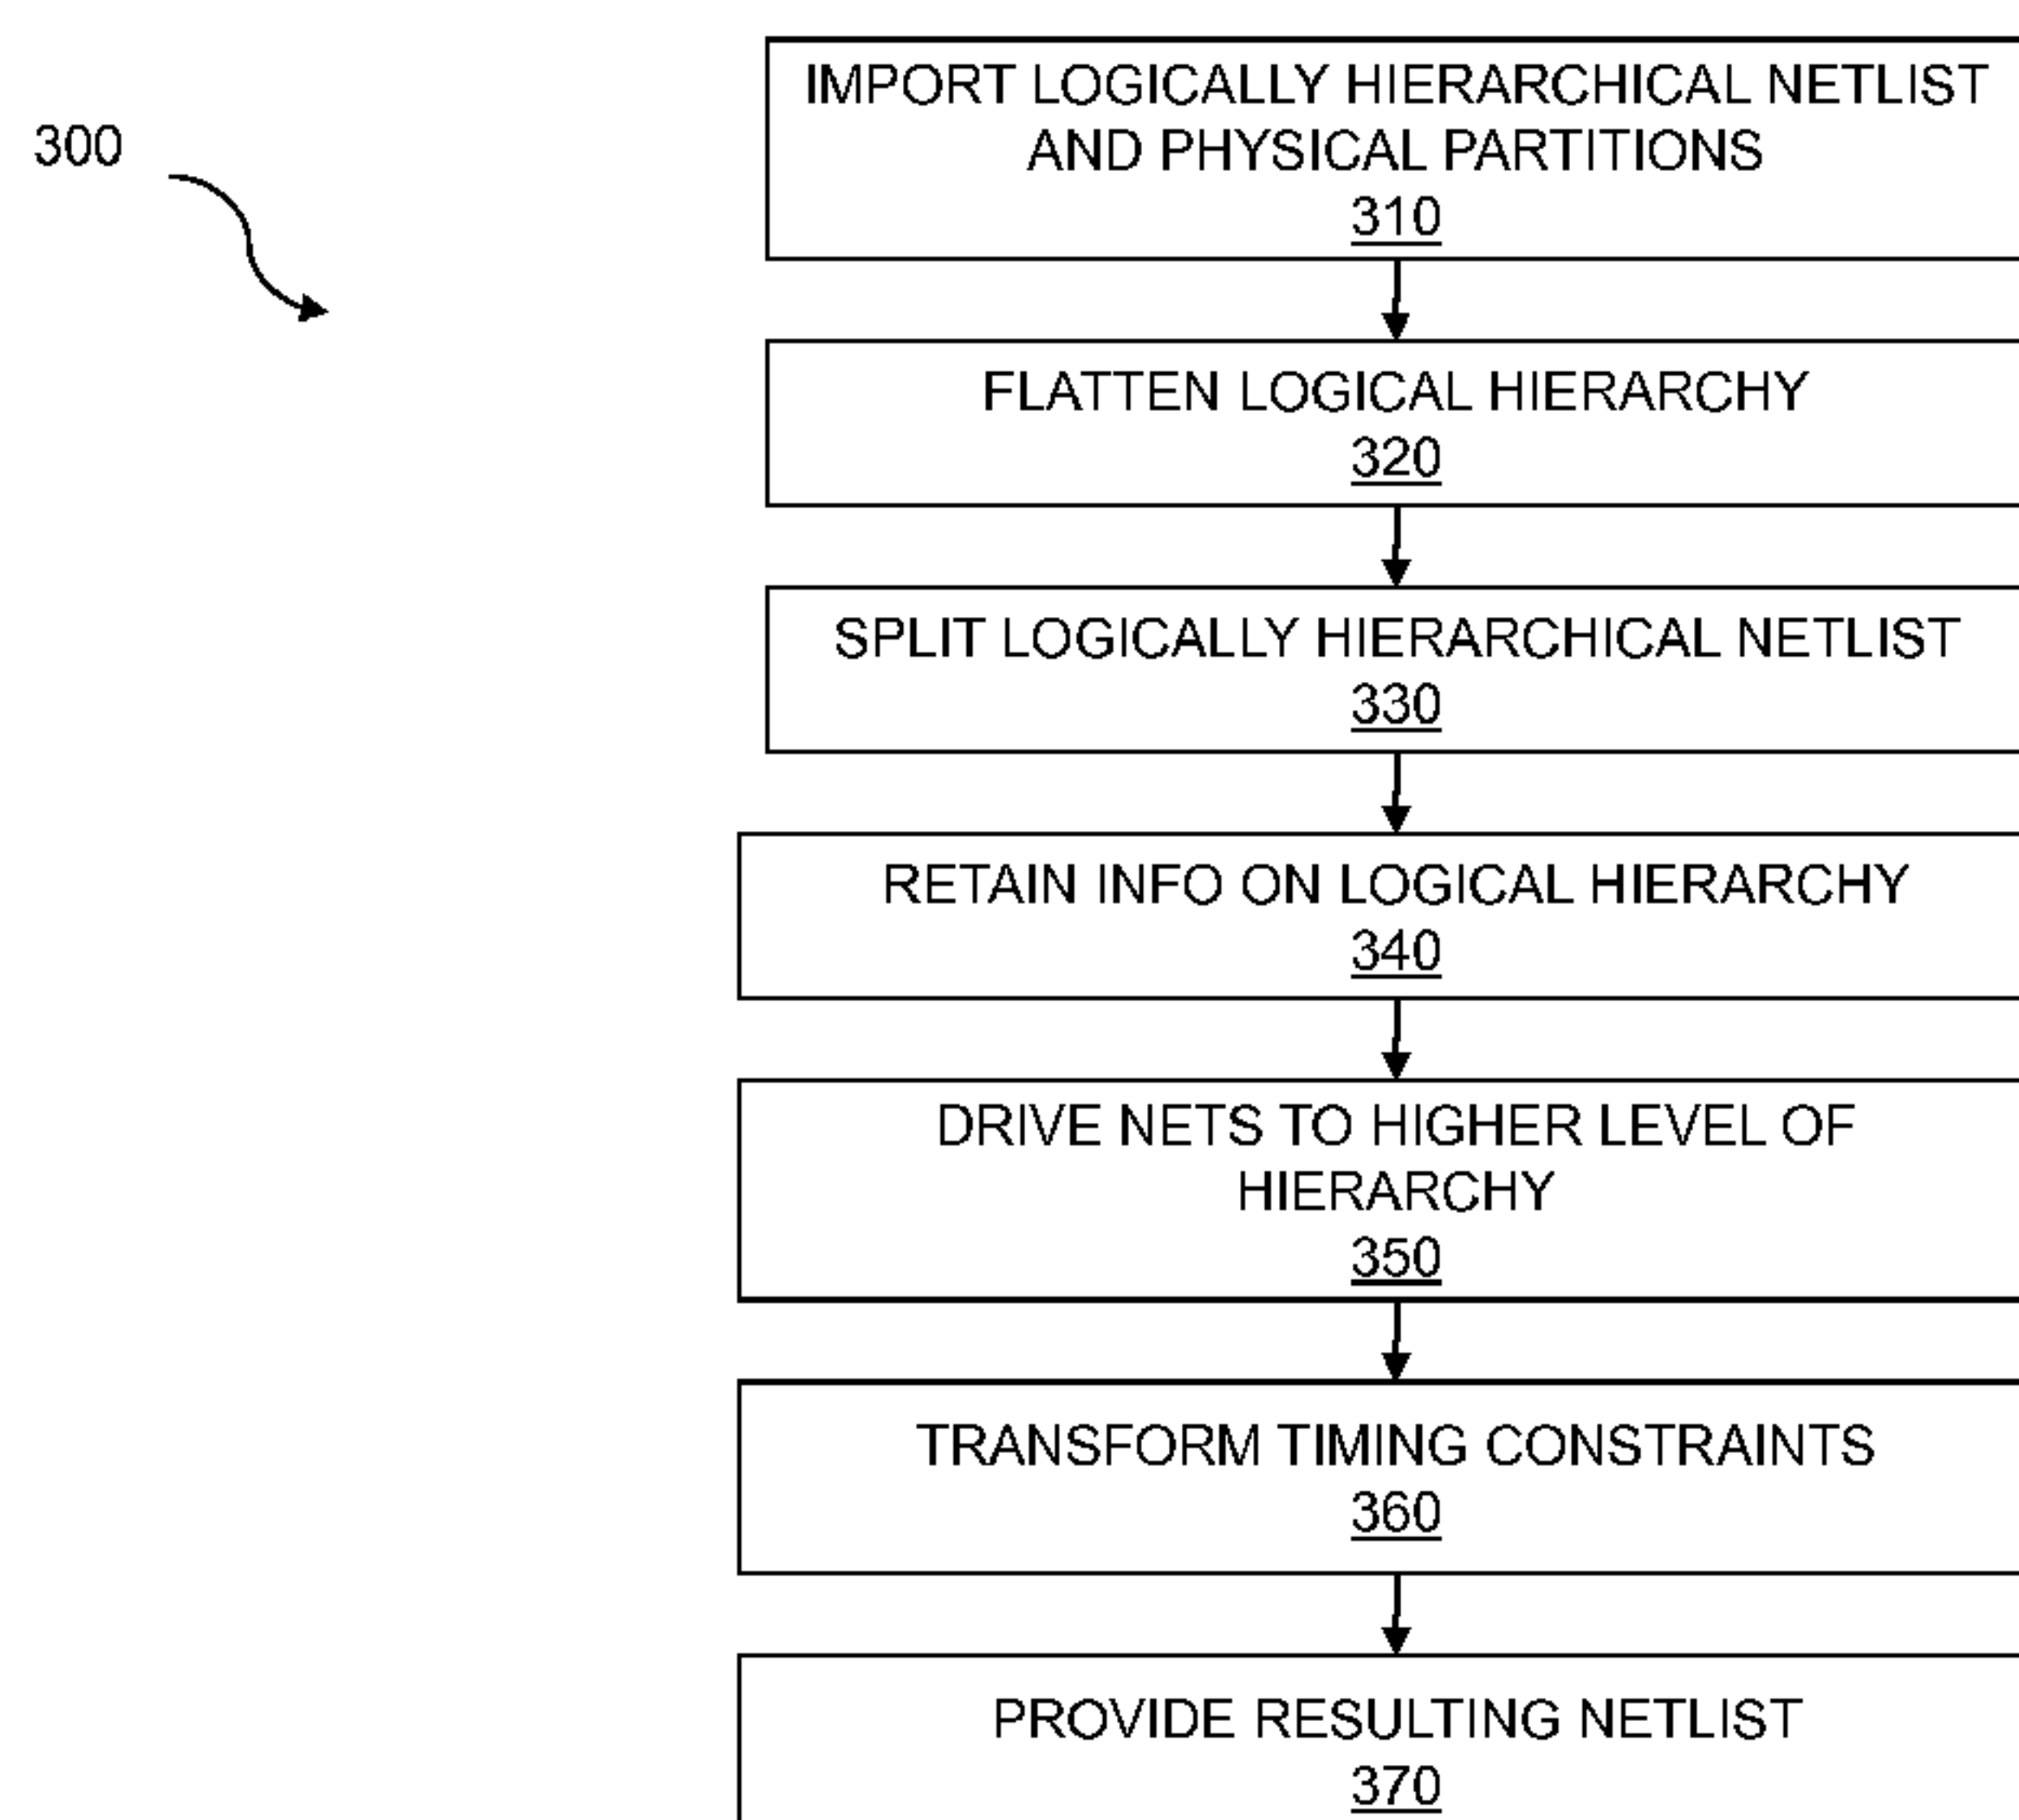 300
IMPORT LOGICALLY HIERARCHICAL NETLIST
AND PHYSICAL PARTITIONS
310
FLATTEN LOGICAL HIERARCHY
320
SPLIT LOGICALLY HIERARCHICAL NETLIST
330
RETAIN INFO ON LOGICAL HIERARCHY
340
DRIVE NETS TO HIGHER LEVEL OF
HIERARCHY
350
TRANSFORM TIMING CONSTRAINTS
360
PROVIDE RESULTING NETLIST
370